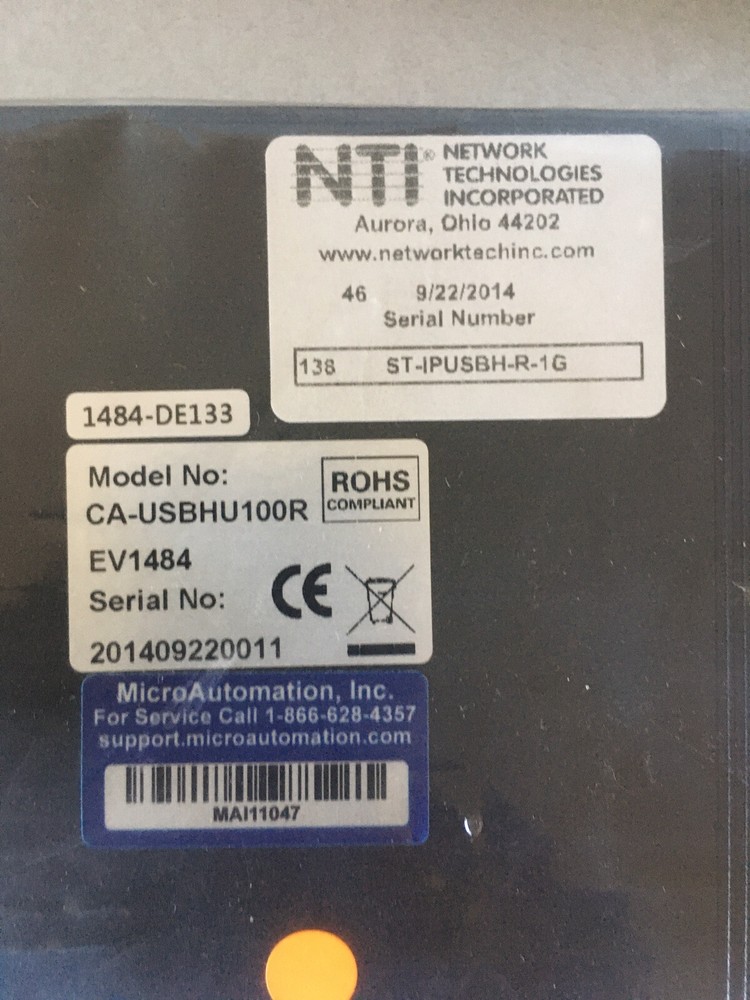 NTI® NETWORK
TECHNOLOGIES
INCORPORATED
Aurora, Ohio 44202
www.networktechinc.com
46 9/22/2014
Serial Number
138 ST-IPUSBH-R-1G
1484-DE133
Model No:
CA-USBHU100R
ROHS
COMPLIANT
EV1484
Serial No:
CE
201409220011
MicroAutomation, Inc.
For Service Call 1-866-628-4357
support.microautomation.com
MAI11047